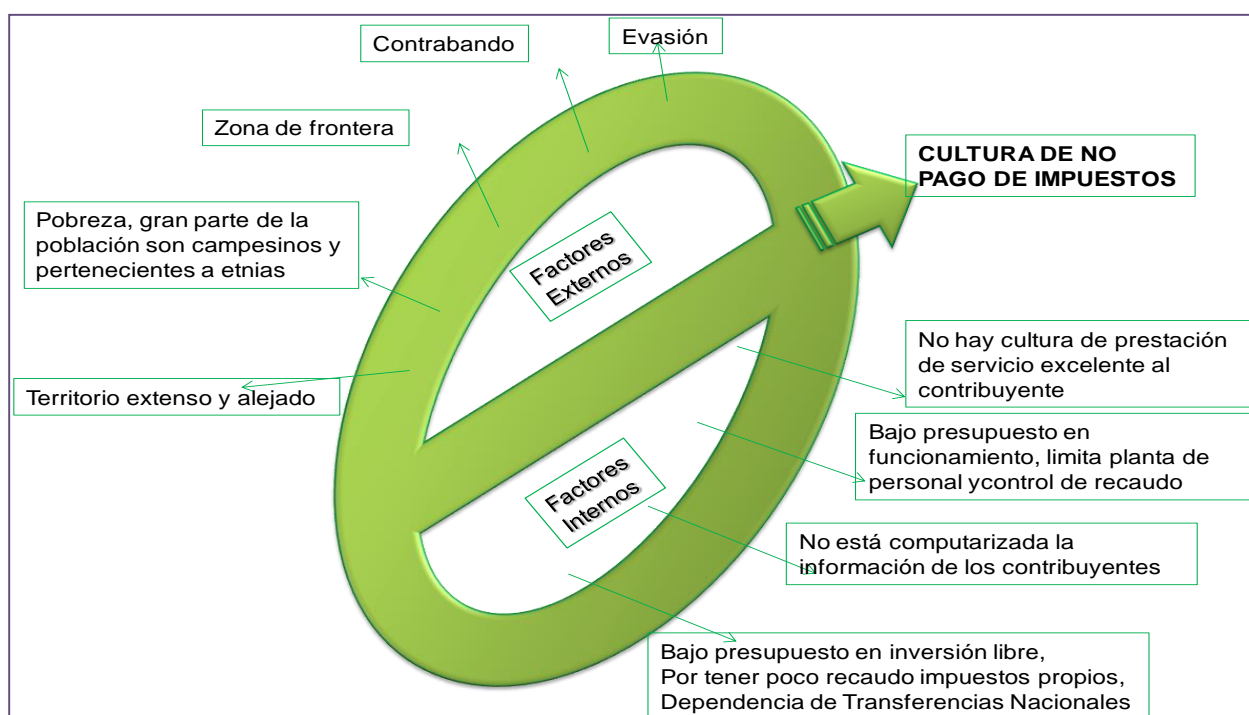 Evasión
Contrabando
Zona de frontera
CULTURA DE NO
PAGO DE IMPUESTOS
Pobreza, gran parte de la
población son campesinos y
pertenecientes a etnias
Factores
Externos
Territorio extenso y alejado
No hay cultura de prestación
de servicio excelente al
contribuyente
Bajo presupuesto en
funcionamiento, limita planta de
personal ycontrol de recaudo
Factores
Internos
No está computarizada la
información de los contribuyentes
Bajo presupuesto en inversión libre,
Por tener poco recaudo impuestos propios,
Dependencia de Transferencias Nacionales